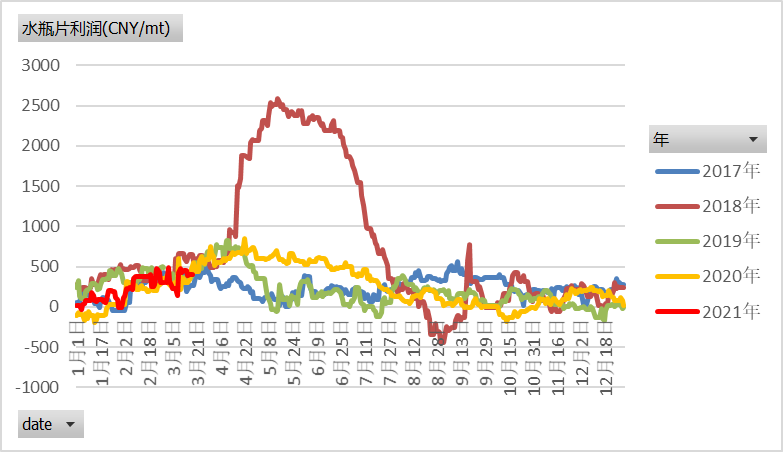 水瓶片利润(CNY/mt)
3000
2500
2000
1500
1000
500
0
-500
-1000
1月1日
1月17日
2月2日
2月18日
3月5日
3月21日
4月6日
4月22日
5月8日
5月24日
6月9日
6月25日
7月11日
7月27日
8月12日
8月28日
9月13日
9月29日
10月15日
10月31日
11月16日
12月2日
12月18日
年
2017年
2018年
2019年
2020年
2021年
date